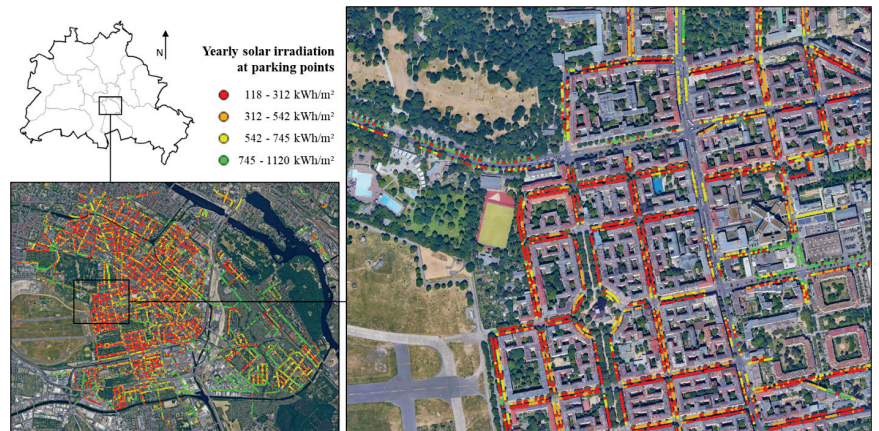 N
Yearly solar irradiation
at parking points
118 - 312 kWh/m²
312 - 542 kWh/m²
542 - 745 kWh/m²
745 - 1120 kWh/m²